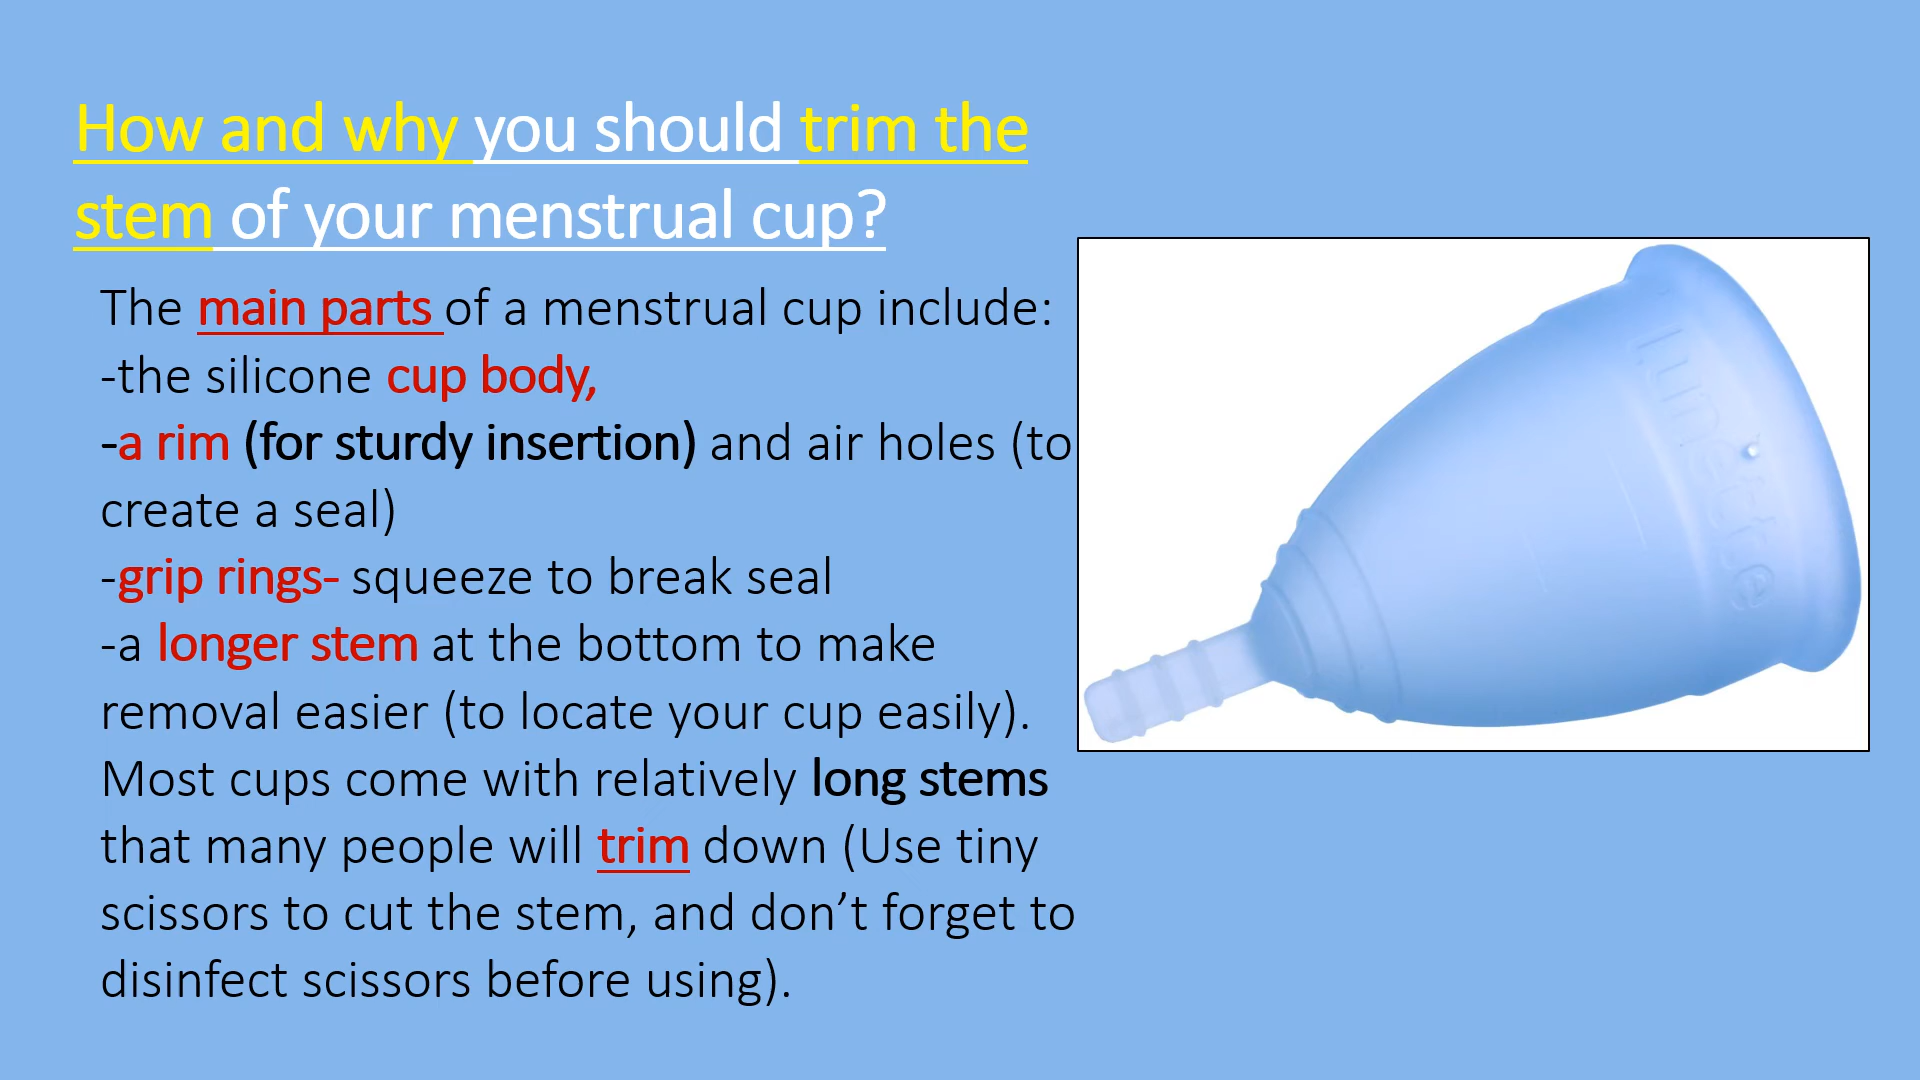 How and why you should trim the
stem of your menstrual cup?
The main parts of a menstrual cup include:
-the silicone cup body,
-a rim (for sturdy insertion) and air holes (to
create a seal)
-grip rings- squeeze to break seal
-a longer stem at the bottom to make
removal easier (to locate your cup easily).
Most cups come with relatively long stems
that many people will trim down (Use tiny
scissors to cut the stem, and don’t forget to
disinfect scissors before using).
Lunette